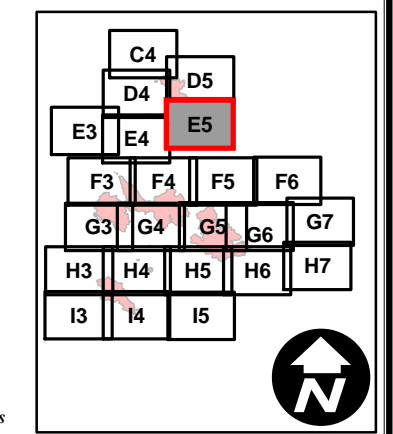 C4
D4 D5
E3 E4 E5
F3 F4 F5 F6
G3 G4 G5 G6 G7
H3 H4 H5 H6 H7
I3 I4 I5
N
s